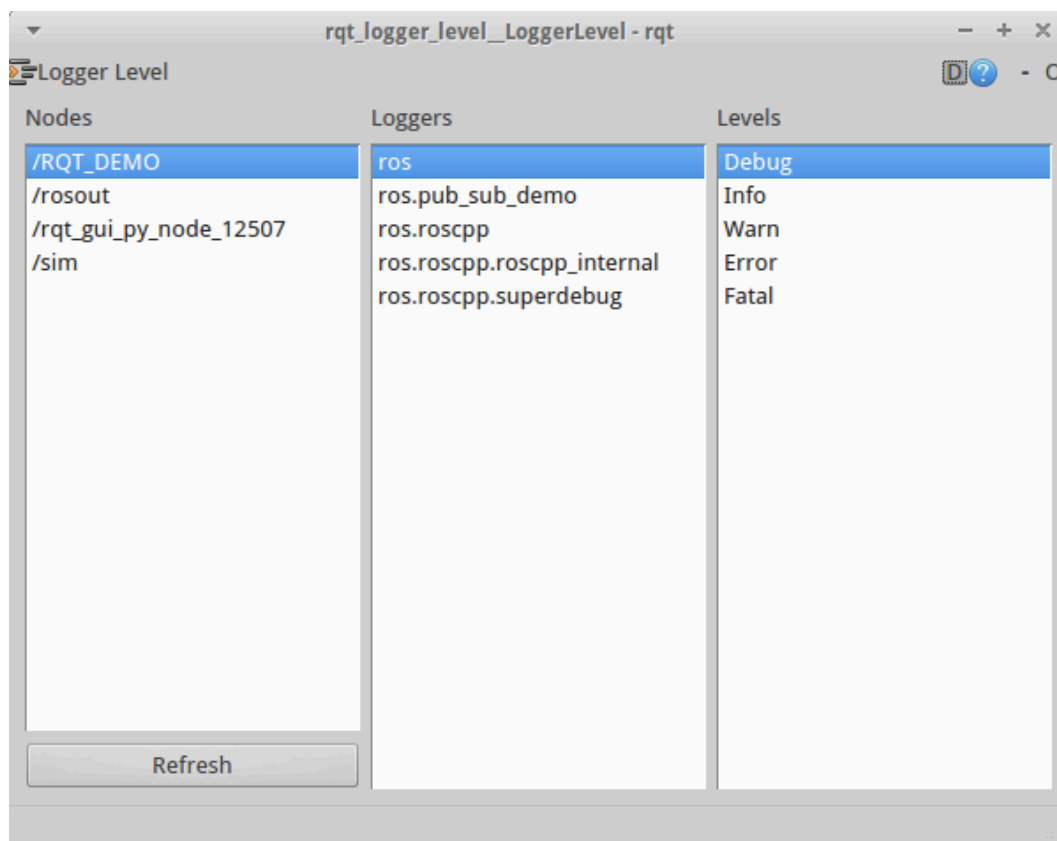 rqt_logger_level__LoggerLevel - rqt
Logger Level
D ? - O
Nodes
/RQT_DEMO
/rosout
/rqt_gui_py_node_12507
/sim
Refresh
Loggers
ros
ros.pub_sub_demo
ros.roscpp
ros.roscpp.roscpp_internal
ros.roscpp.superdebug
Levels
Debug
Info
Warn
Error
Fatal